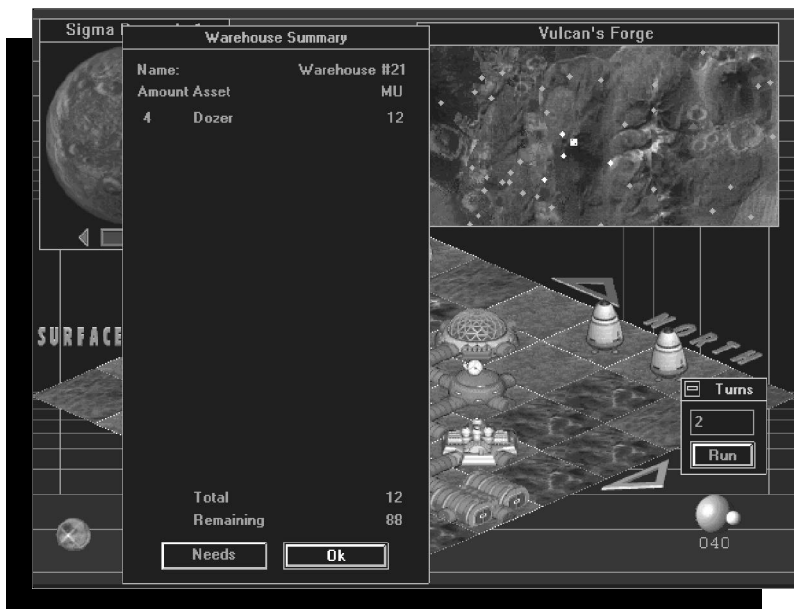 Sigma
Warehouse Summary
Name: Warehouse #21
Amount Asset MU
4 Dozer 12
Total 12
Remaining 88
Needs Ok
Vulcan's Forge
SURFACE
NORTH
Turns
2
Run
040